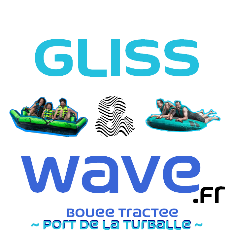 GLISS
&
wave
.FR
BOUEE TRACTEE
~ PORT DE LA TURBALLE ~